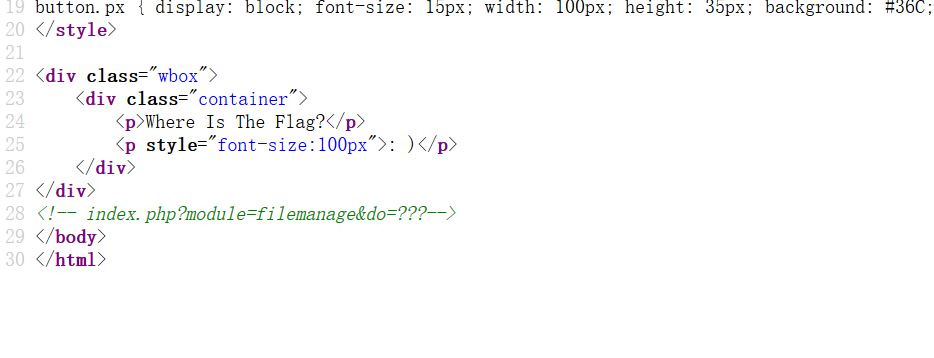 19 button.px { display: block; font-size: 15px; width: 100px; height: 35px; background: #36C;
20 </style>
21
22 <div class="wbox">
23     <div class="container">
24         <p>Where Is The Flag?</p>
25         <p style="font-size:100px">: )</p>
26     </div>
27 </div>
28 <!-- index.php?module=filemanage&do=???-->
29 </body>
30 </html>